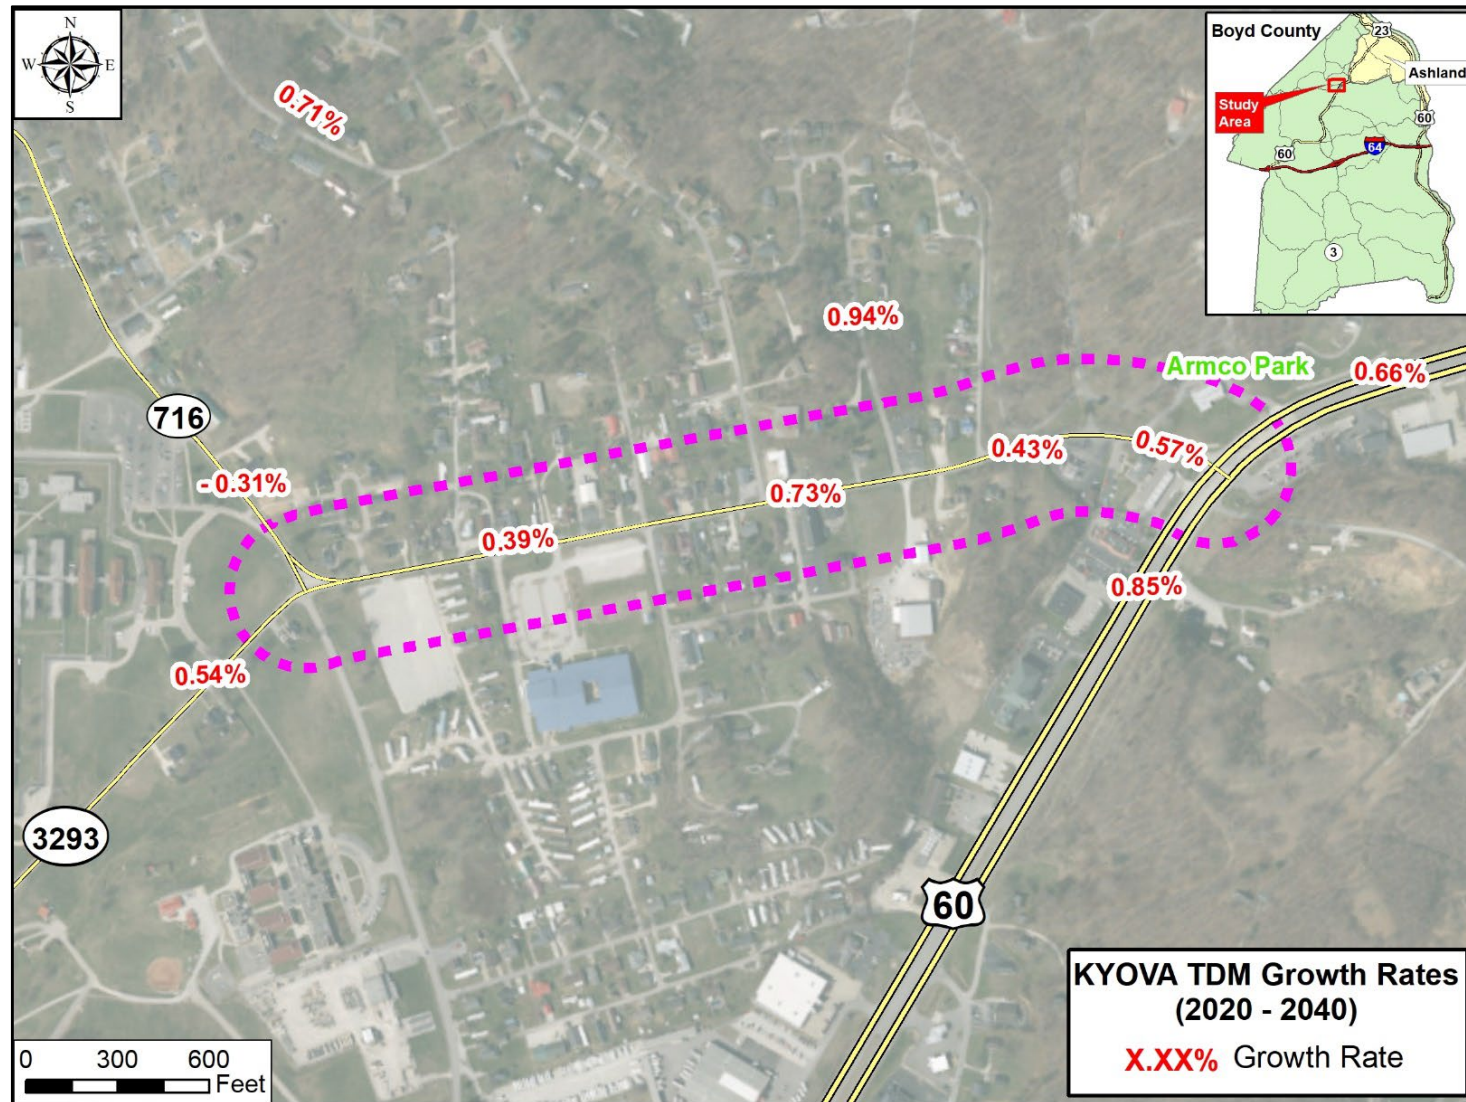 N
W E
S
Boyd County
23
Ashland
Study
Area
60
60
64
3
0.71%
0.94%
Armco Park
0.66%
716
- 0.31%
0.43%
0.57%
0.73%
0.39%
0.85%
0.54%
3293
60
KYOVA TDM Growth Rates
(2020 - 2040)
X.XX% Growth Rate
0 300 600
Feet